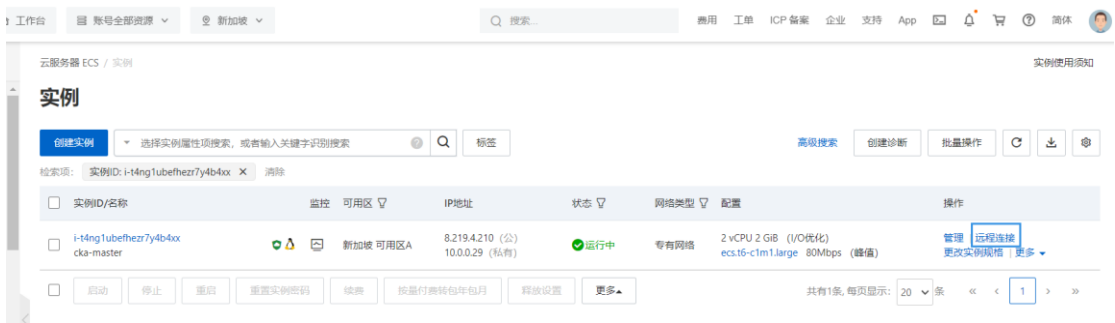 工作台 账号全部资源 新加坡 搜索... 费用 工单 ICP 备案 企业 支持 App 简体
云服务器 ECS / 实例 实例使用须知
实例
创建实例 选择实例属性项搜索，或者输入关键字识别搜索 标签 高级搜索 创建诊断 批量操作
检索项: 实例ID: i-t4ng1ubefhezr7y4b4xx 清除
实例ID/名称 监控 可用区 IP地址 状态 网络类型 配置 操作
i-t4ng1ubefhezr7y4b4xx 新加坡 可用区A 8.219.4.210 (公) 运行中 专有网络 2 vCPU 2 GiB (I/O优化) 管理 远程连接
cka-master 10.0.0.29 (私有) ecs.t6-c1m1.large 80Mbps (峰值) 更改实例规格 更多
启动 停止 重启 重置实例密码 续费 按量付费转包年包月 释放设置 更多 共有1条, 每页显示: 20 条 1